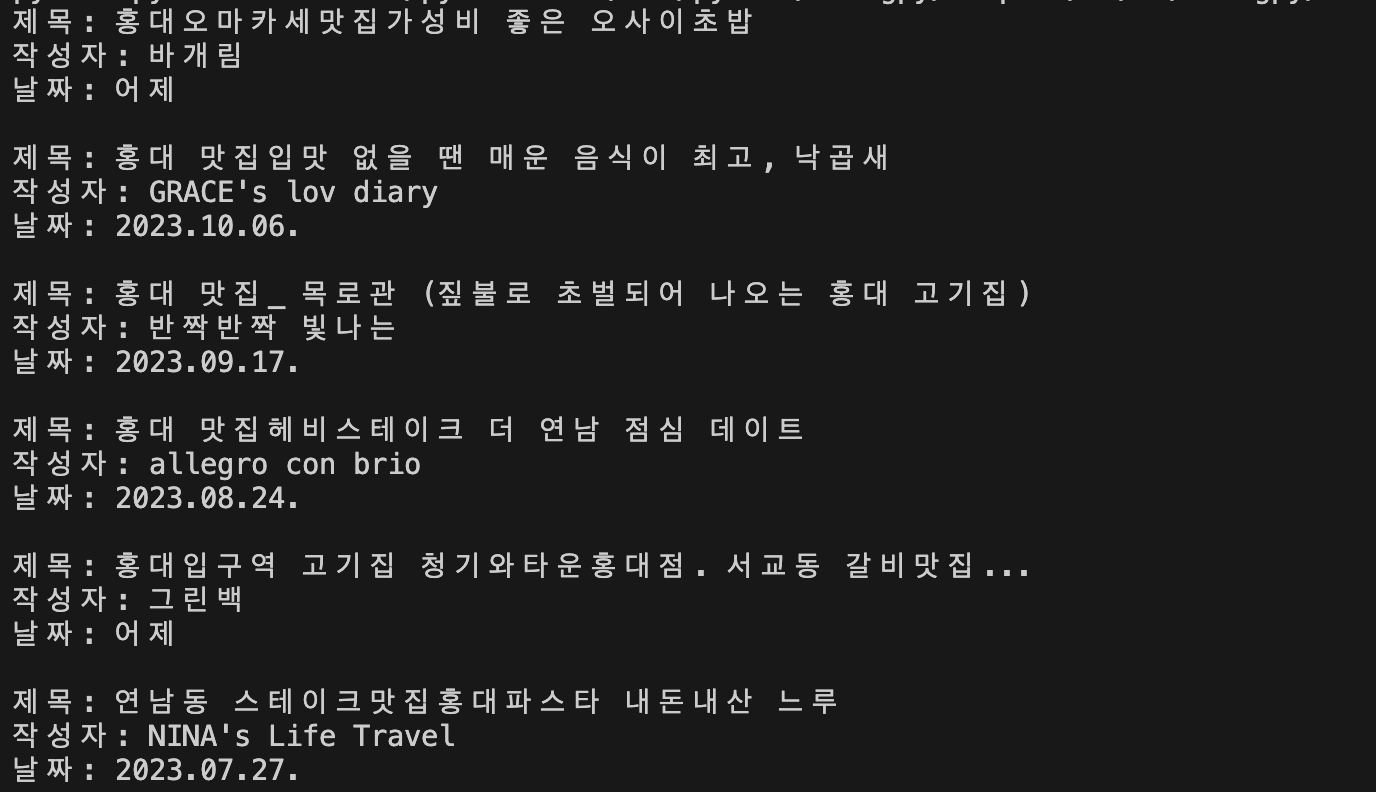 제목: 홍대오마카세맛집가성비 좋은 오사이초밥
작성자: 바개림
날짜: 어제
제목: 홍대 맛집입맛 없을 땐 매운 음식이 최고, 낙곱새
작성자: GRACE's lov diary
날짜: 2023.10.06.
제목: 홍대 맛집_ 목로관 (짚불로 초벌되어 나오는 홍대 고기집)
작성자: 반짝반짝 빛나는
날짜: 2023.09.17.
제목: 홍대 맛집헤비스테이크 더 연남 점심 데이트
작성자: allegro con brio
날짜: 2023.08.24.
제목: 홍대입구역 고기집 청기와타운홍대점. 서교동 갈비맛집...
작성자: 그린백
날짜: 어제
제목: 연남동 스테이크맛집홍대파스타 내돈내산 느루
작성자: NINA's Life Travel
날짜: 2023.07.27.